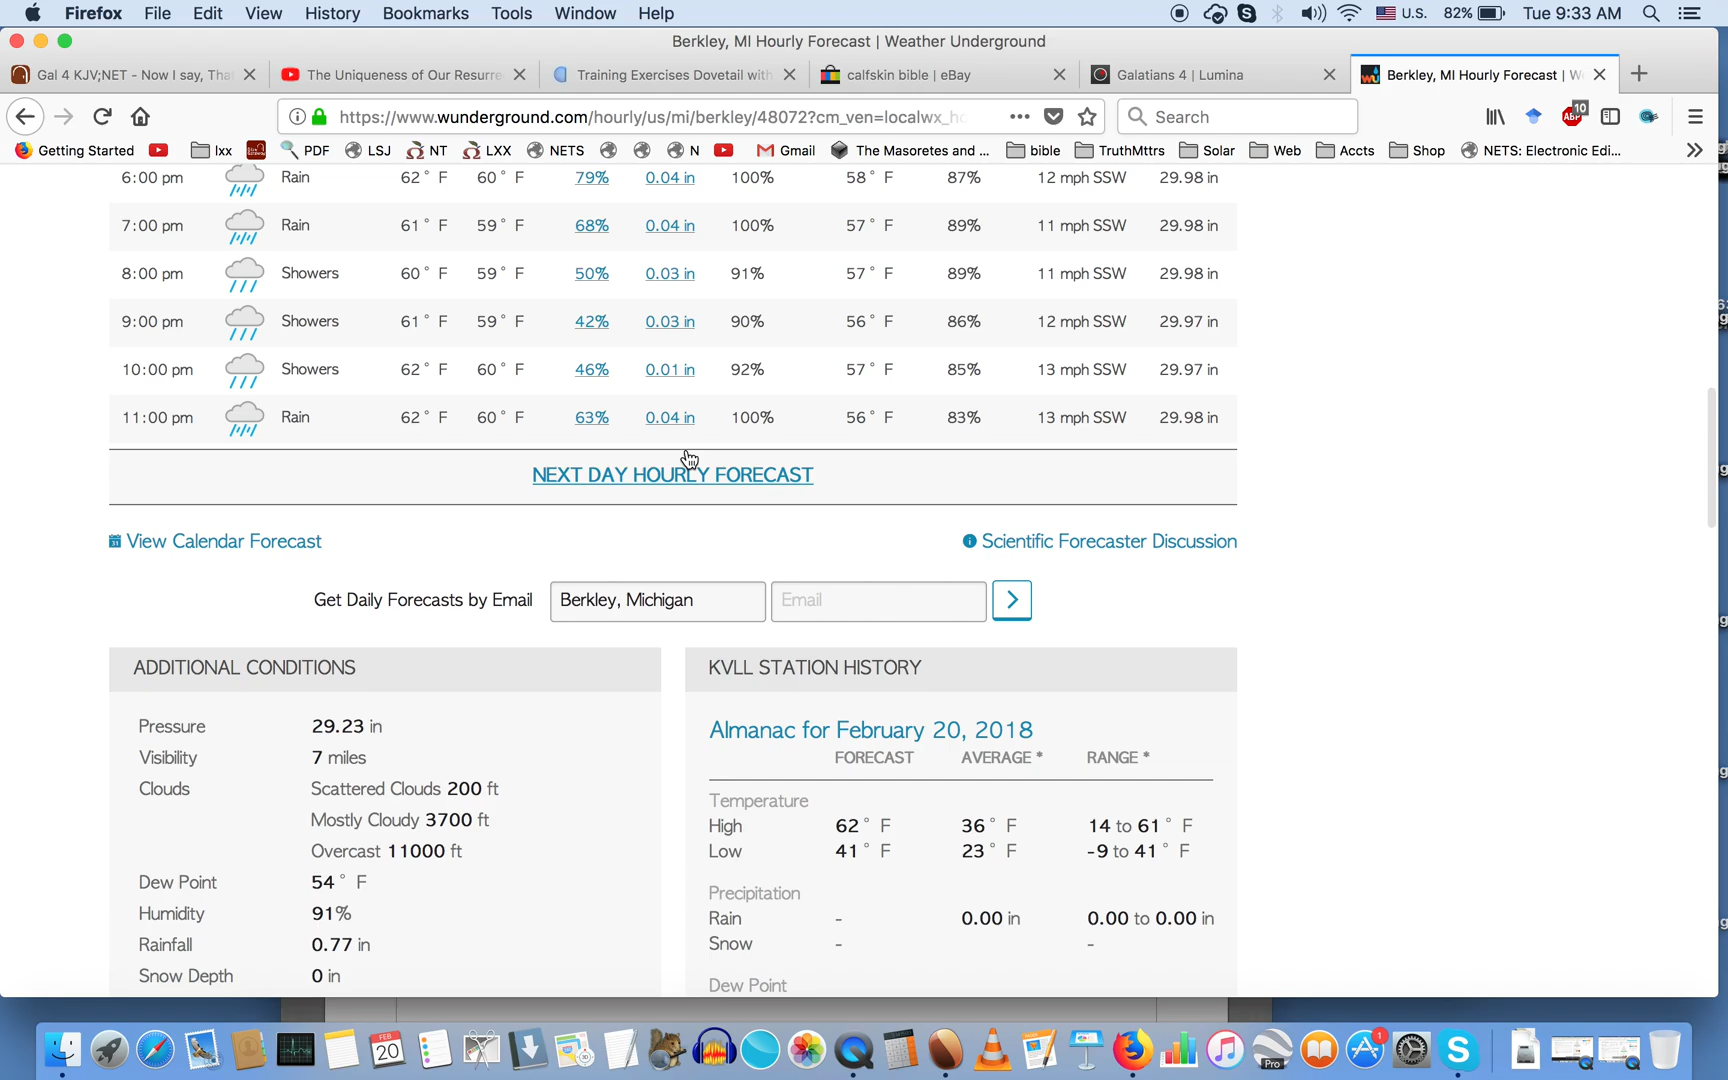 Firefox File Edit View History Bookmarks Tools Window Help U.S. 82% Tue 9:33 AM
Berkley, MI Hourly Forecast | Weather Underground
Gal 4 KJV;NET - Now I say, Tha The Uniqueness of Our Resurre Training Exercises Dovetail with calfskin bible | eBay Galatians 4 | Lumina Berkley, MI Hourly Forecast | W
https://www.wunderground.com/hourly/us/mi/berkley/48072?cm_ven=localwx_ho Search ABP 10
Getting Started lxx PDF LSJ NT LXX NETS N Gmail The Masoretes and ... bible TruthMttrs Solar Web Accts Shop NETS: Electronic Edi...
6:00 pm Rain 62° F 60° F 79% 0.04 in 100% 58° F 87% 12 mph SSW 29.98 in
7:00 pm Rain 61° F 59° F 68% 0.04 in 100% 57° F 89% 11 mph SSW 29.98 in
8:00 pm Showers 60° F 59° F 50% 0.03 in 91% 57° F 89% 11 mph SSW 29.98 in
9:00 pm Showers 61° F 59° F 42% 0.03 in 90% 56° F 86% 12 mph SSW 29.97 in
10:00 pm Showers 62° F 60° F 46% 0.01 in 92% 57° F 85% 13 mph SSW 29.97 in
11:00 pm Rain 62° F 60° F 63% 0.04 in 100% 56° F 83% 13 mph SSW 29.98 in
NEXT DAY HOURLY FORECAST
View Calendar Forecast Scientific Forecaster Discussion
Get Daily Forecasts by Email Berkley, Michigan Email
ADDITIONAL CONDITIONS
Pressure 29.23 in
Visibility 7 miles
Clouds Scattered Clouds 200 ft
Mostly Cloudy 3700 ft
Overcast 11000 ft
Dew Point 54° F
Humidity 91%
Rainfall 0.77 in
Snow Depth 0 in
KVLL STATION HISTORY
Almanac for February 20, 2018
FORECAST AVERAGE * RANGE *
Temperature
High 62° F 36° F 14 to 61° F
Low 41° F 23° F -9 to 41° F
Precipitation
Rain - 0.00 in 0.00 to 0.00 in
Snow - -
Dew Point
FEB 20 Pro 1